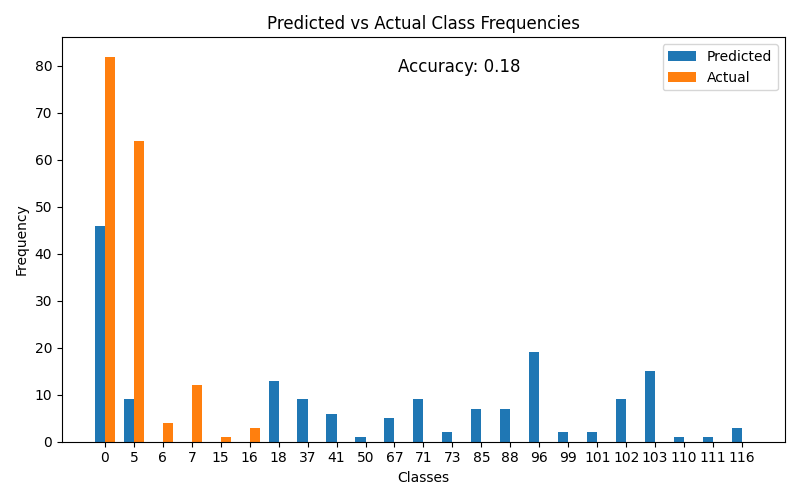 Predicted vs Actual Class Frequencies
Accuracy: 0.18
Predicted
Actual
80
70
60
50
40
30
20
10
0
Frequency
0 5 6 7 15 16 18 37 41 50 67 71 73 85 88 96 99 101 102 103 110 111 116
Classes